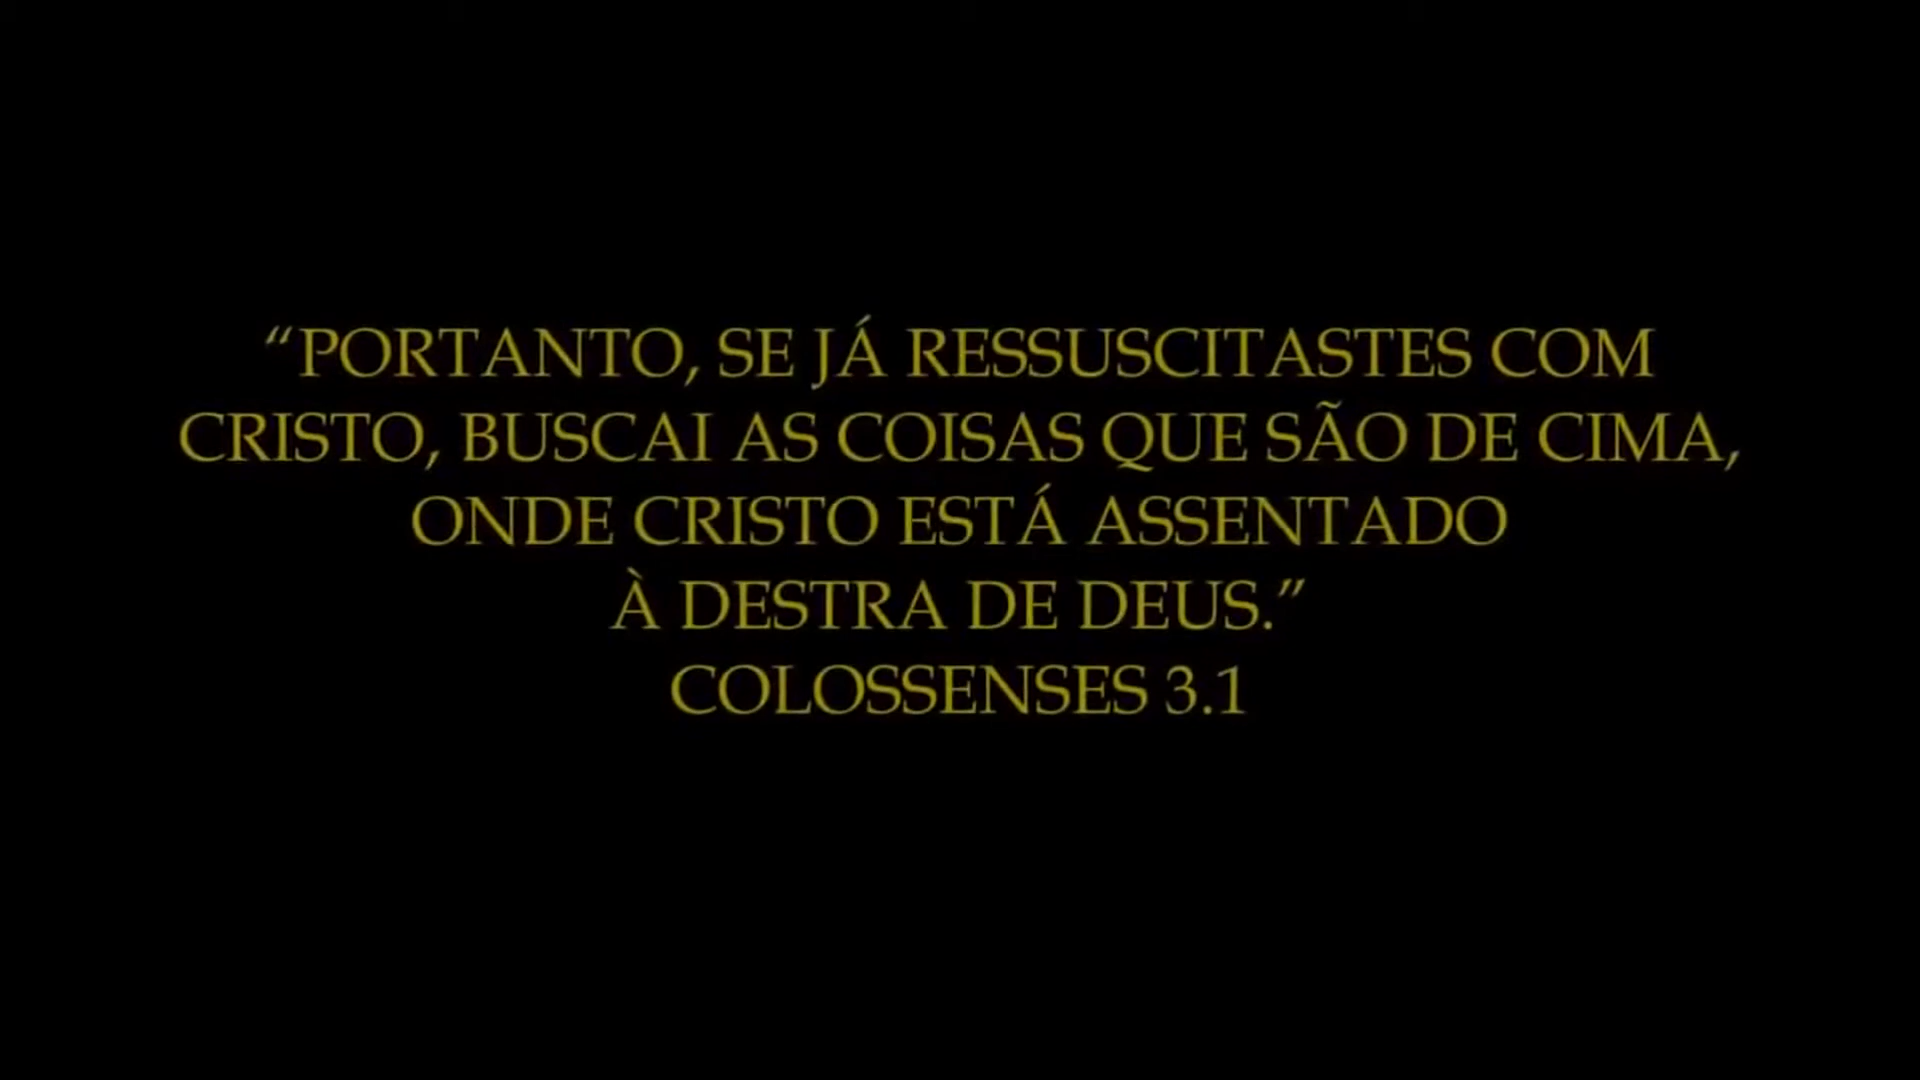 “PORTANTO, SE JÁ RESSUSCITASTES COM
CRISTO, BUSCAI AS COISAS QUE SÃO DE CIMA,
ONDE CRISTO ESTÁ ASSENTADO
À DESTRA DE DEUS.”
COLOSSENSES 3.1